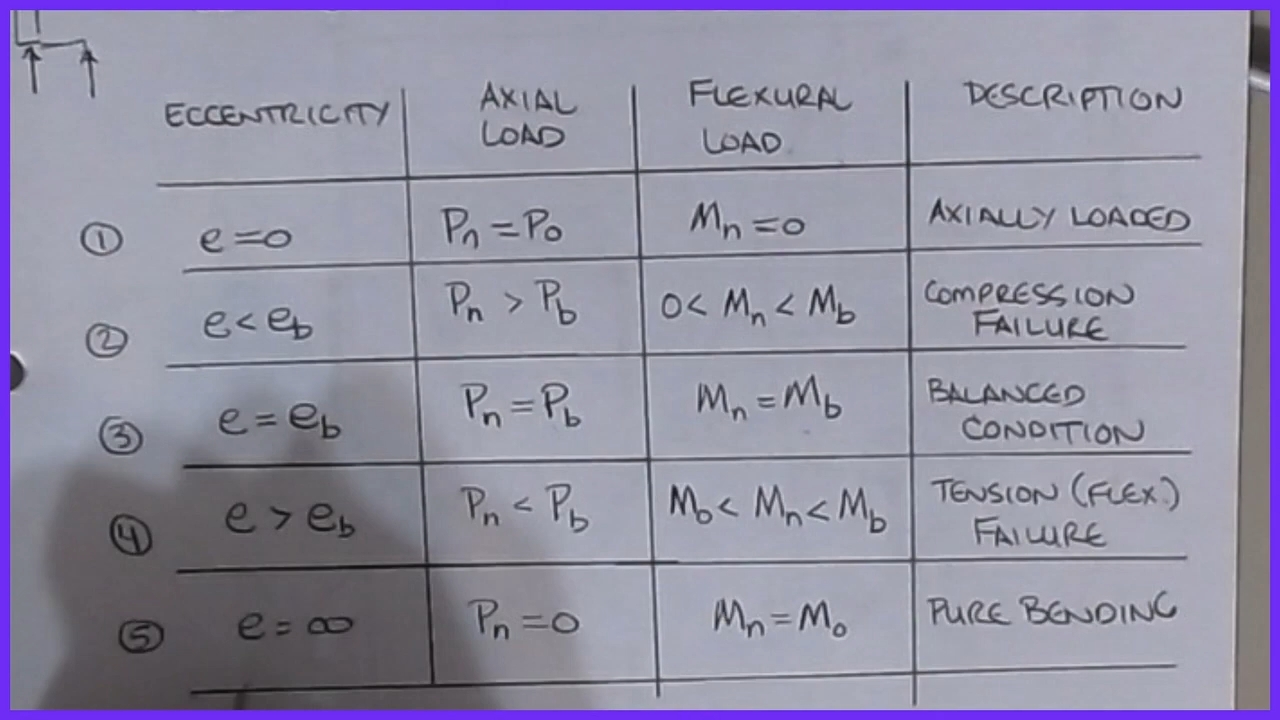 ECCENTRICITY AXIAL LOAD FLEXURAL LOAD DESCRIPTION
① e=0 Pn=Po Mn=0 AXIALLY LOADED
② e<eb Pn > Pb 0< Mn < Mb COMPRESSION FAILURE
③ e=eb Pn=Pb Mn=Mb BALANCED CONDITION
④ e > eb Pn < Pb Mo< Mn< Mb TENSION (FLEX.) FAILURE
⑤ e=∞ Pn=0 Mn=Mo PURE BENDING